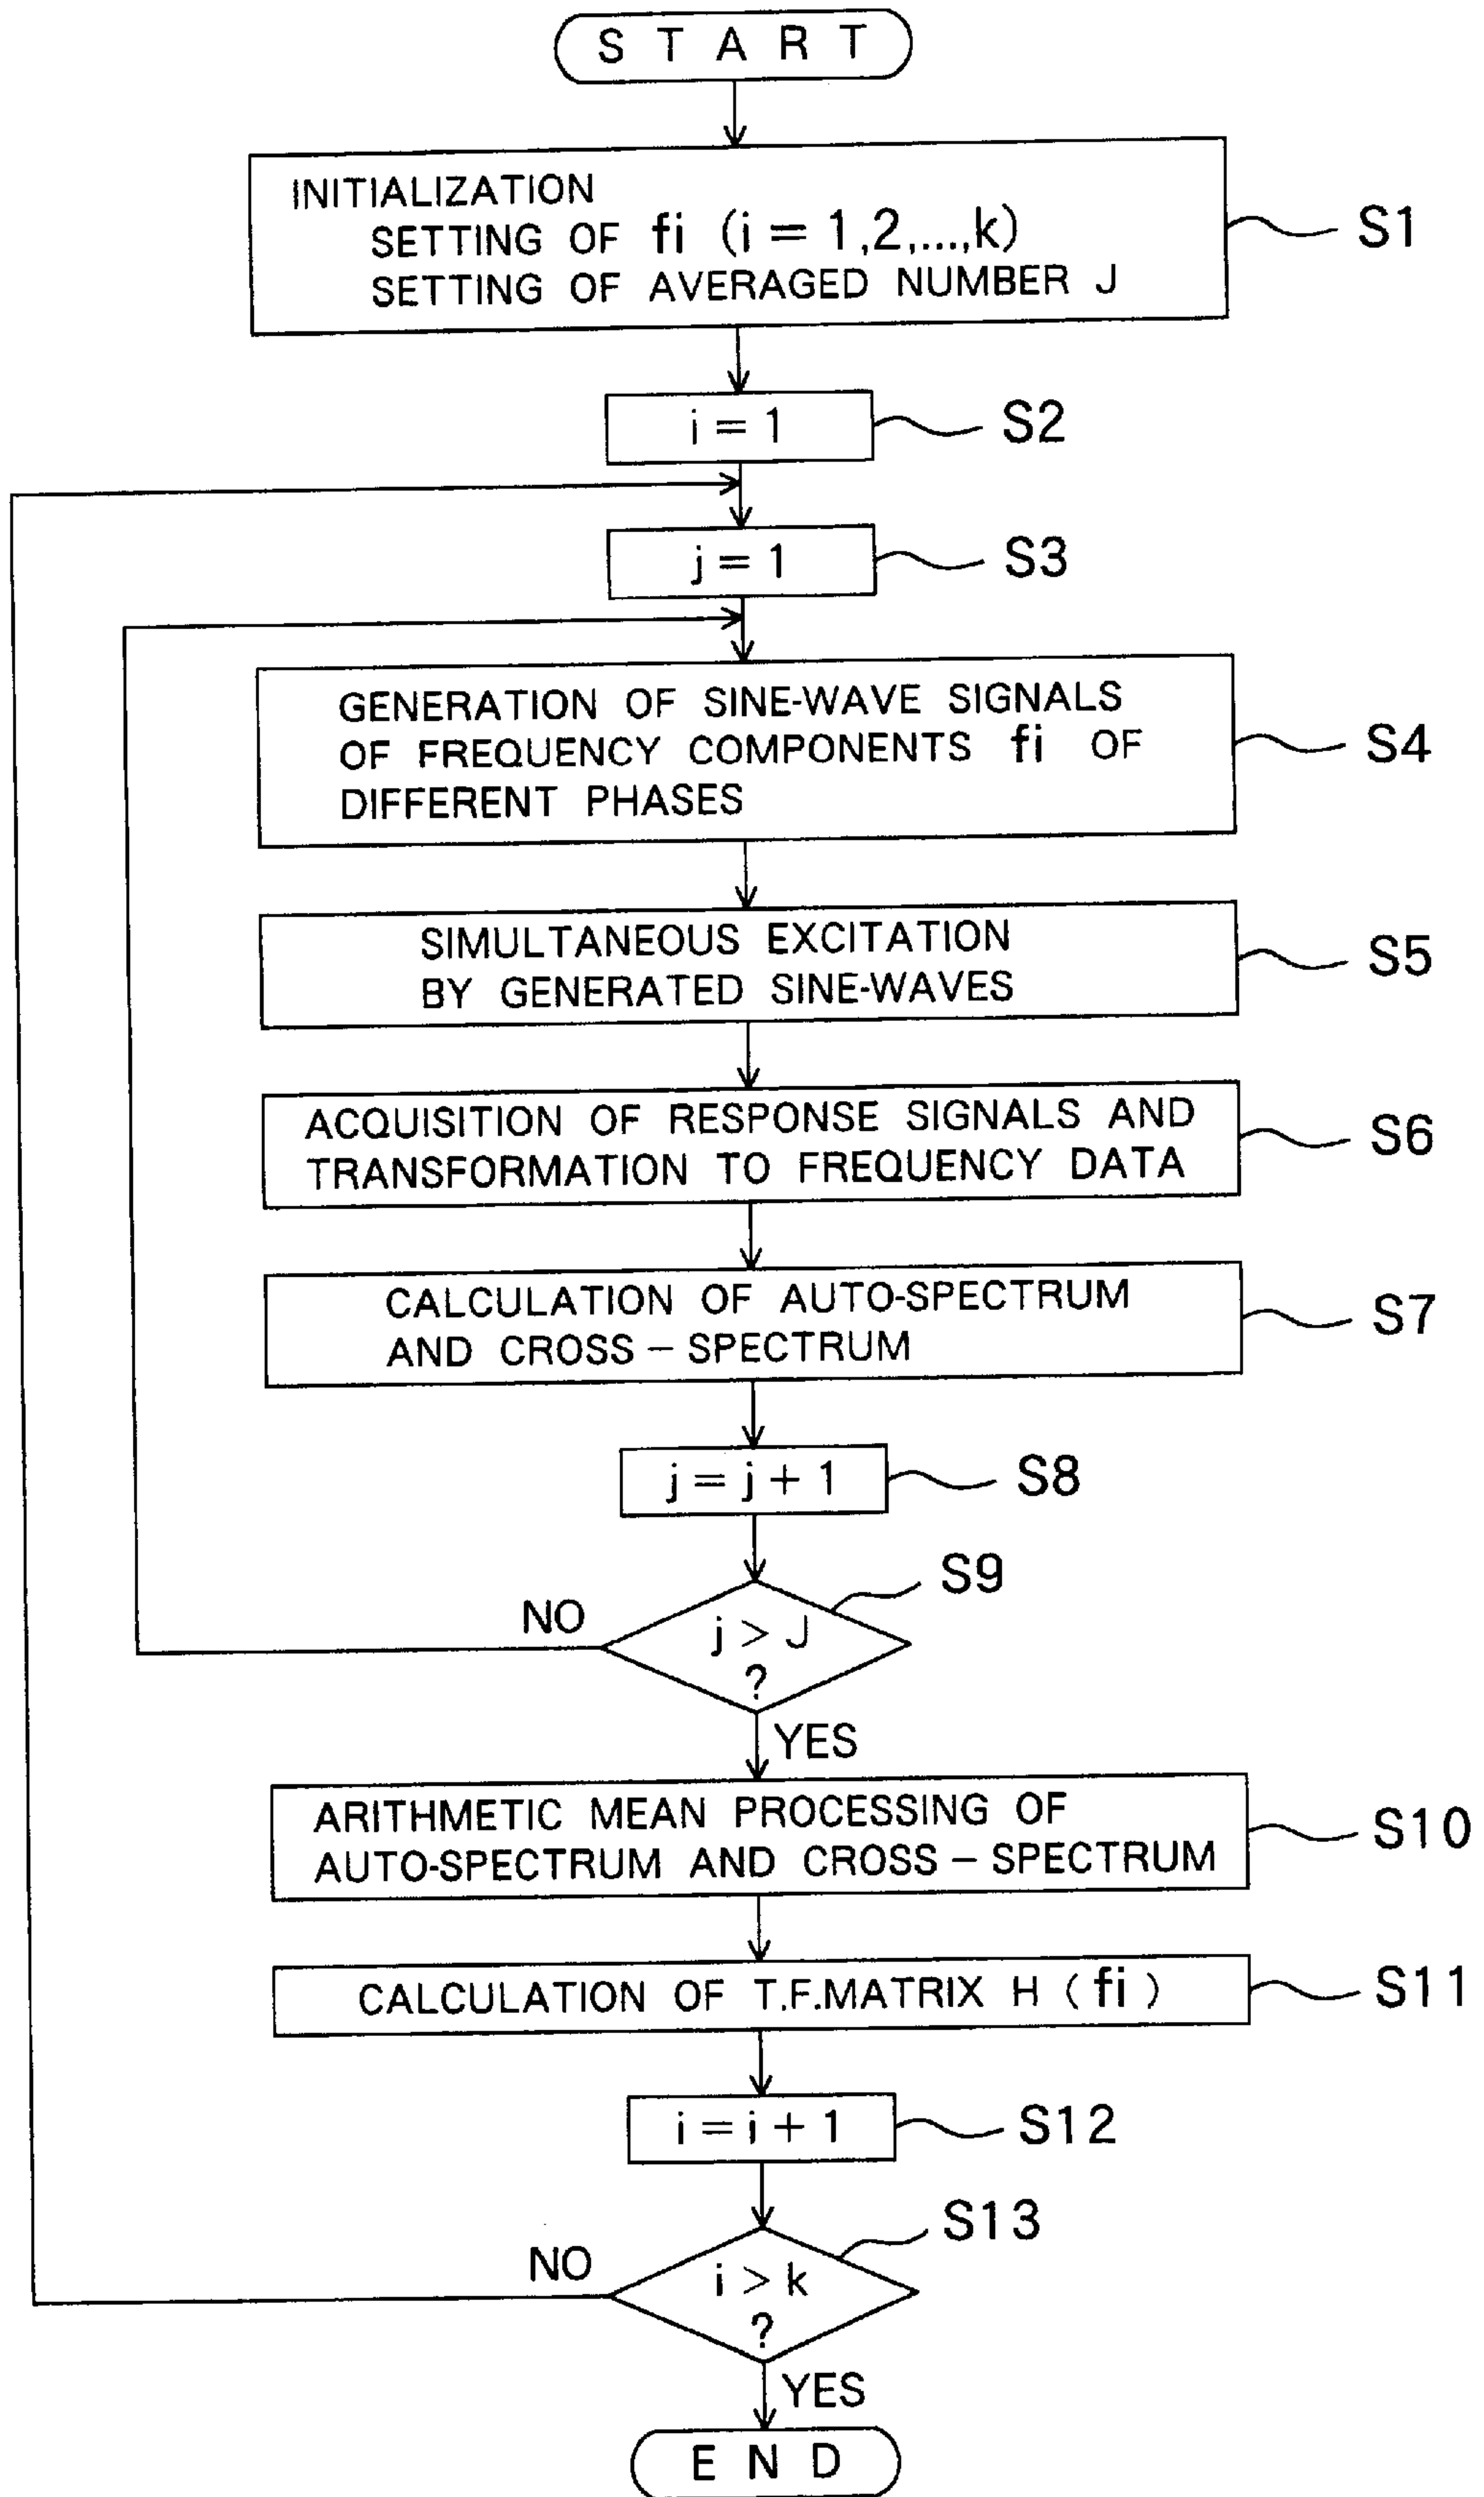 START
INITIALIZATION
SETTING OF fi (i = 1,2,....,k)
SETTING OF AVERAGED NUMBER J
S1
i = 1
S2
j = 1
S3
GENERATION OF SINE-WAVE SIGNALS
OF FREQUENCY COMPONENTS fi OF
DIFFERENT PHASES
S4
SIMULTANEOUS EXCITATION
BY GENERATED SINE-WAVES
S5
ACQUISITION OF RESPONSE SIGNALS AND
TRANSFORMATION TO FREQUENCY DATA
S6
CALCULATION OF AUTO-SPECTRUM
AND CROSS – SPECTRUM
S7
j = j + 1
S8
S9
NO
j > J
?
YES
ARITHMETIC MEAN PROCESSING OF
AUTO-SPECTRUM AND CROSS – SPECTRUM
S10
CALCULATION OF T.F.MATRIX H ( fi )
S11
i = i + 1
S12
S13
NO
i > k
?
YES
END